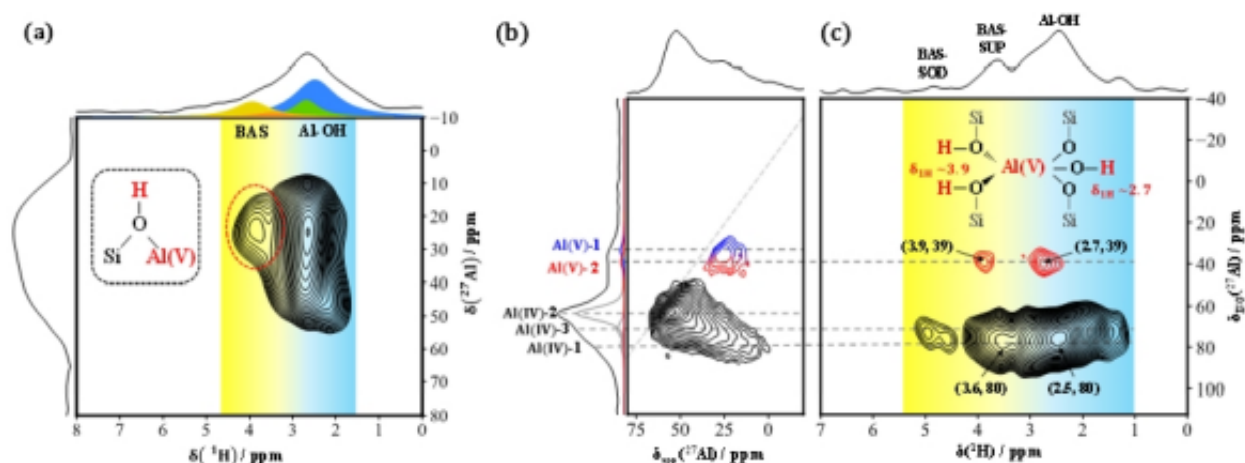 (a)
BAS
Al-OH
H
O
Si
Al(V)
-10
0
10
20
30
40
50
60
70
80
δ(²⁷Al) / ppm
8
7
6
5
4
3
2
1
0
δ(¹H) / ppm
(b)
Al(V)-1
Al(V)-2
Al(IV)-2
Al(IV)-3
Al(IV)-1
75
50
25
0
(²⁷Al) / ppm
(c)
BAS-
SOD
BAS-
SUP
Al-OH
Si
Si
H
O
O
δ1H ~3.9
Al(V)
O
H
H
O
O
δ1H ~2.7
Si
Si
(3.9, 39)
(2.7, 39)
(3.6, 80)
(2.5, 80)
-40
-20
0
20
40
60
80
100
(²⁷Al) / ppm
7
6
5
4
3
2
1
0
δ(²H) / ppm